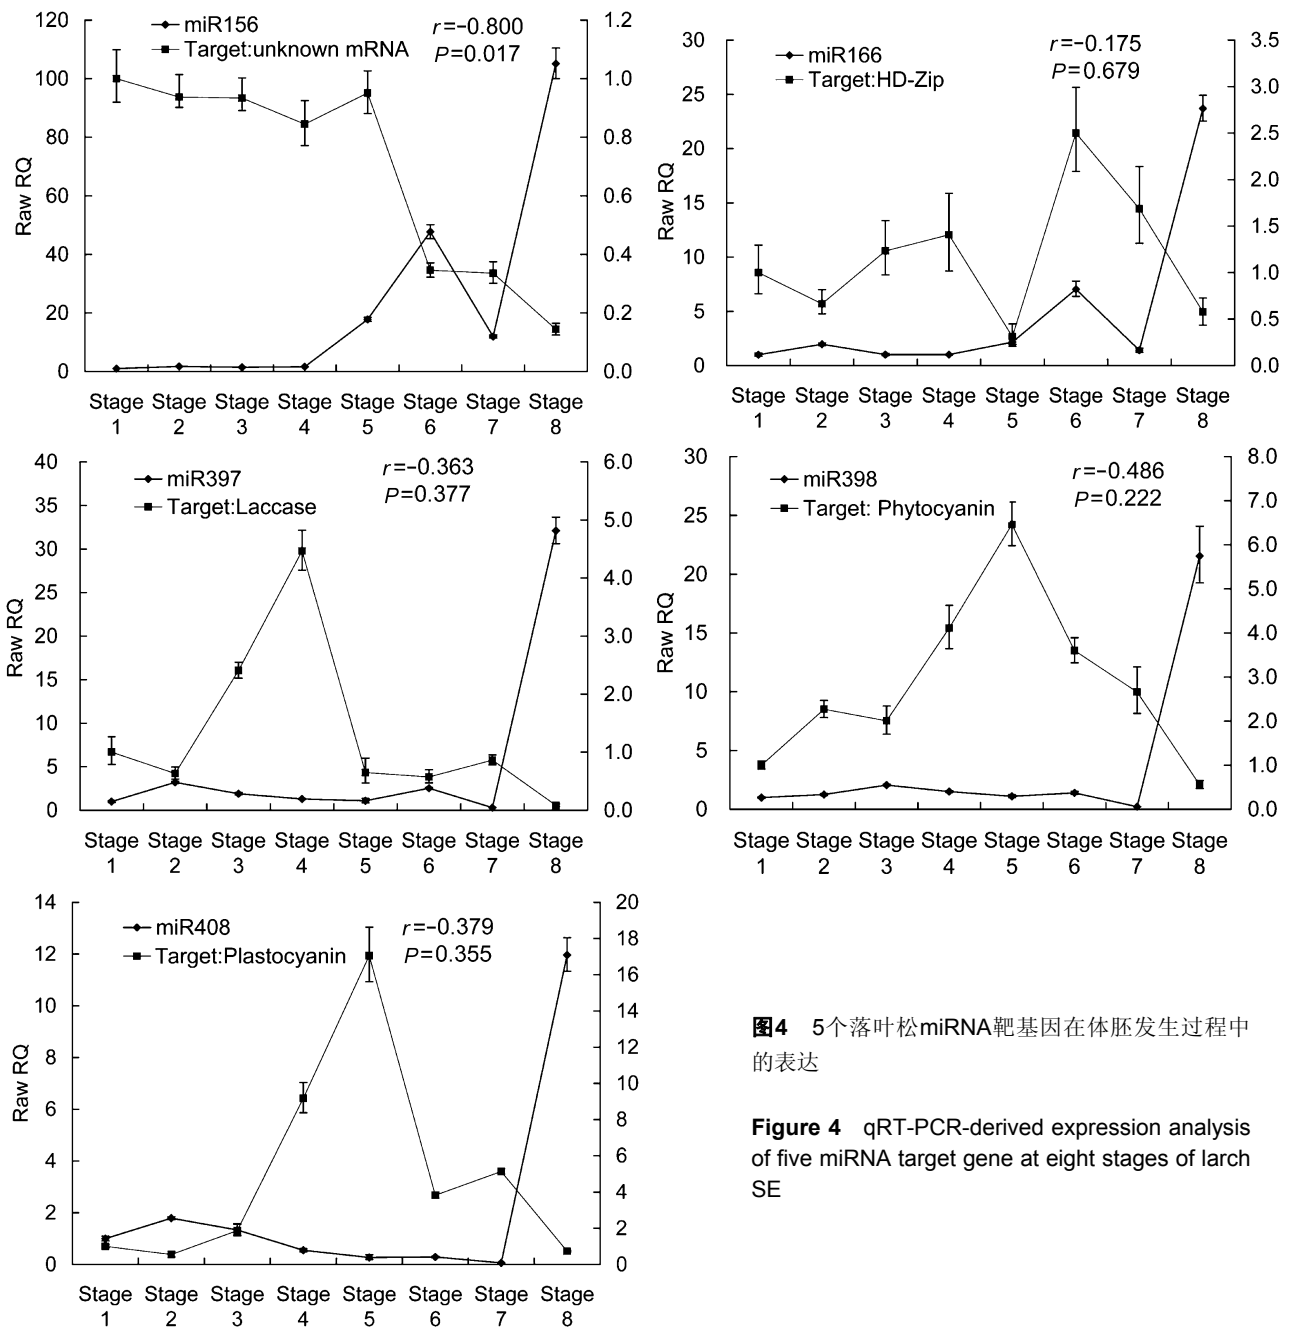 miR156
Target:unknown mRNA
r=−0.800
P=0.017
120
100
80
60
40
20
0
Raw RQ
1.2
1.0
0.8
0.6
0.4
0.2
0.0
Stage Stage Stage Stage Stage Stage Stage Stage
1 2 3 4 5 6 7 8
miR166
Target:HD-Zip
r=−0.175
P=0.679
30
25
20
15
10
5
0
Raw RQ
3.5
3.0
2.5
2.0
1.5
1.0
0.5
0.0
Stage Stage Stage Stage Stage Stage Stage Stage
1 2 3 4 5 6 7 8
miR397
Target:Laccase
r=−0.363
P=0.377
40
35
30
25
20
15
10
5
0
Raw RQ
6.0
5.0
4.0
3.0
2.0
1.0
0.0
Stage Stage Stage Stage Stage Stage Stage Stage
1 2 3 4 5 6 7 8
miR398
Target: Phytocyanin
r=−0.486
P=0.222
30
25
20
15
10
5
0
Raw RQ
8.0
7.0
6.0
5.0
4.0
3.0
2.0
1.0
0.0
Stage Stage Stage Stage Stage Stage Stage Stage
1 2 3 4 5 6 7 8
miR408
Target:Plastocyanin
r=−0.379
P=0.355
14
12
10
8
6
4
2
0
Raw RQ
20
18
16
14
12
10
8
6
4
2
0
Stage Stage Stage Stage Stage Stage Stage Stage
1 2 3 4 5 6 7 8
图4 5个落叶松miRNA靶基因在体胚发生过程中
的表达
Figure 4 qRT-PCR-derived expression analysis
of five miRNA target gene at eight stages of larch
SE